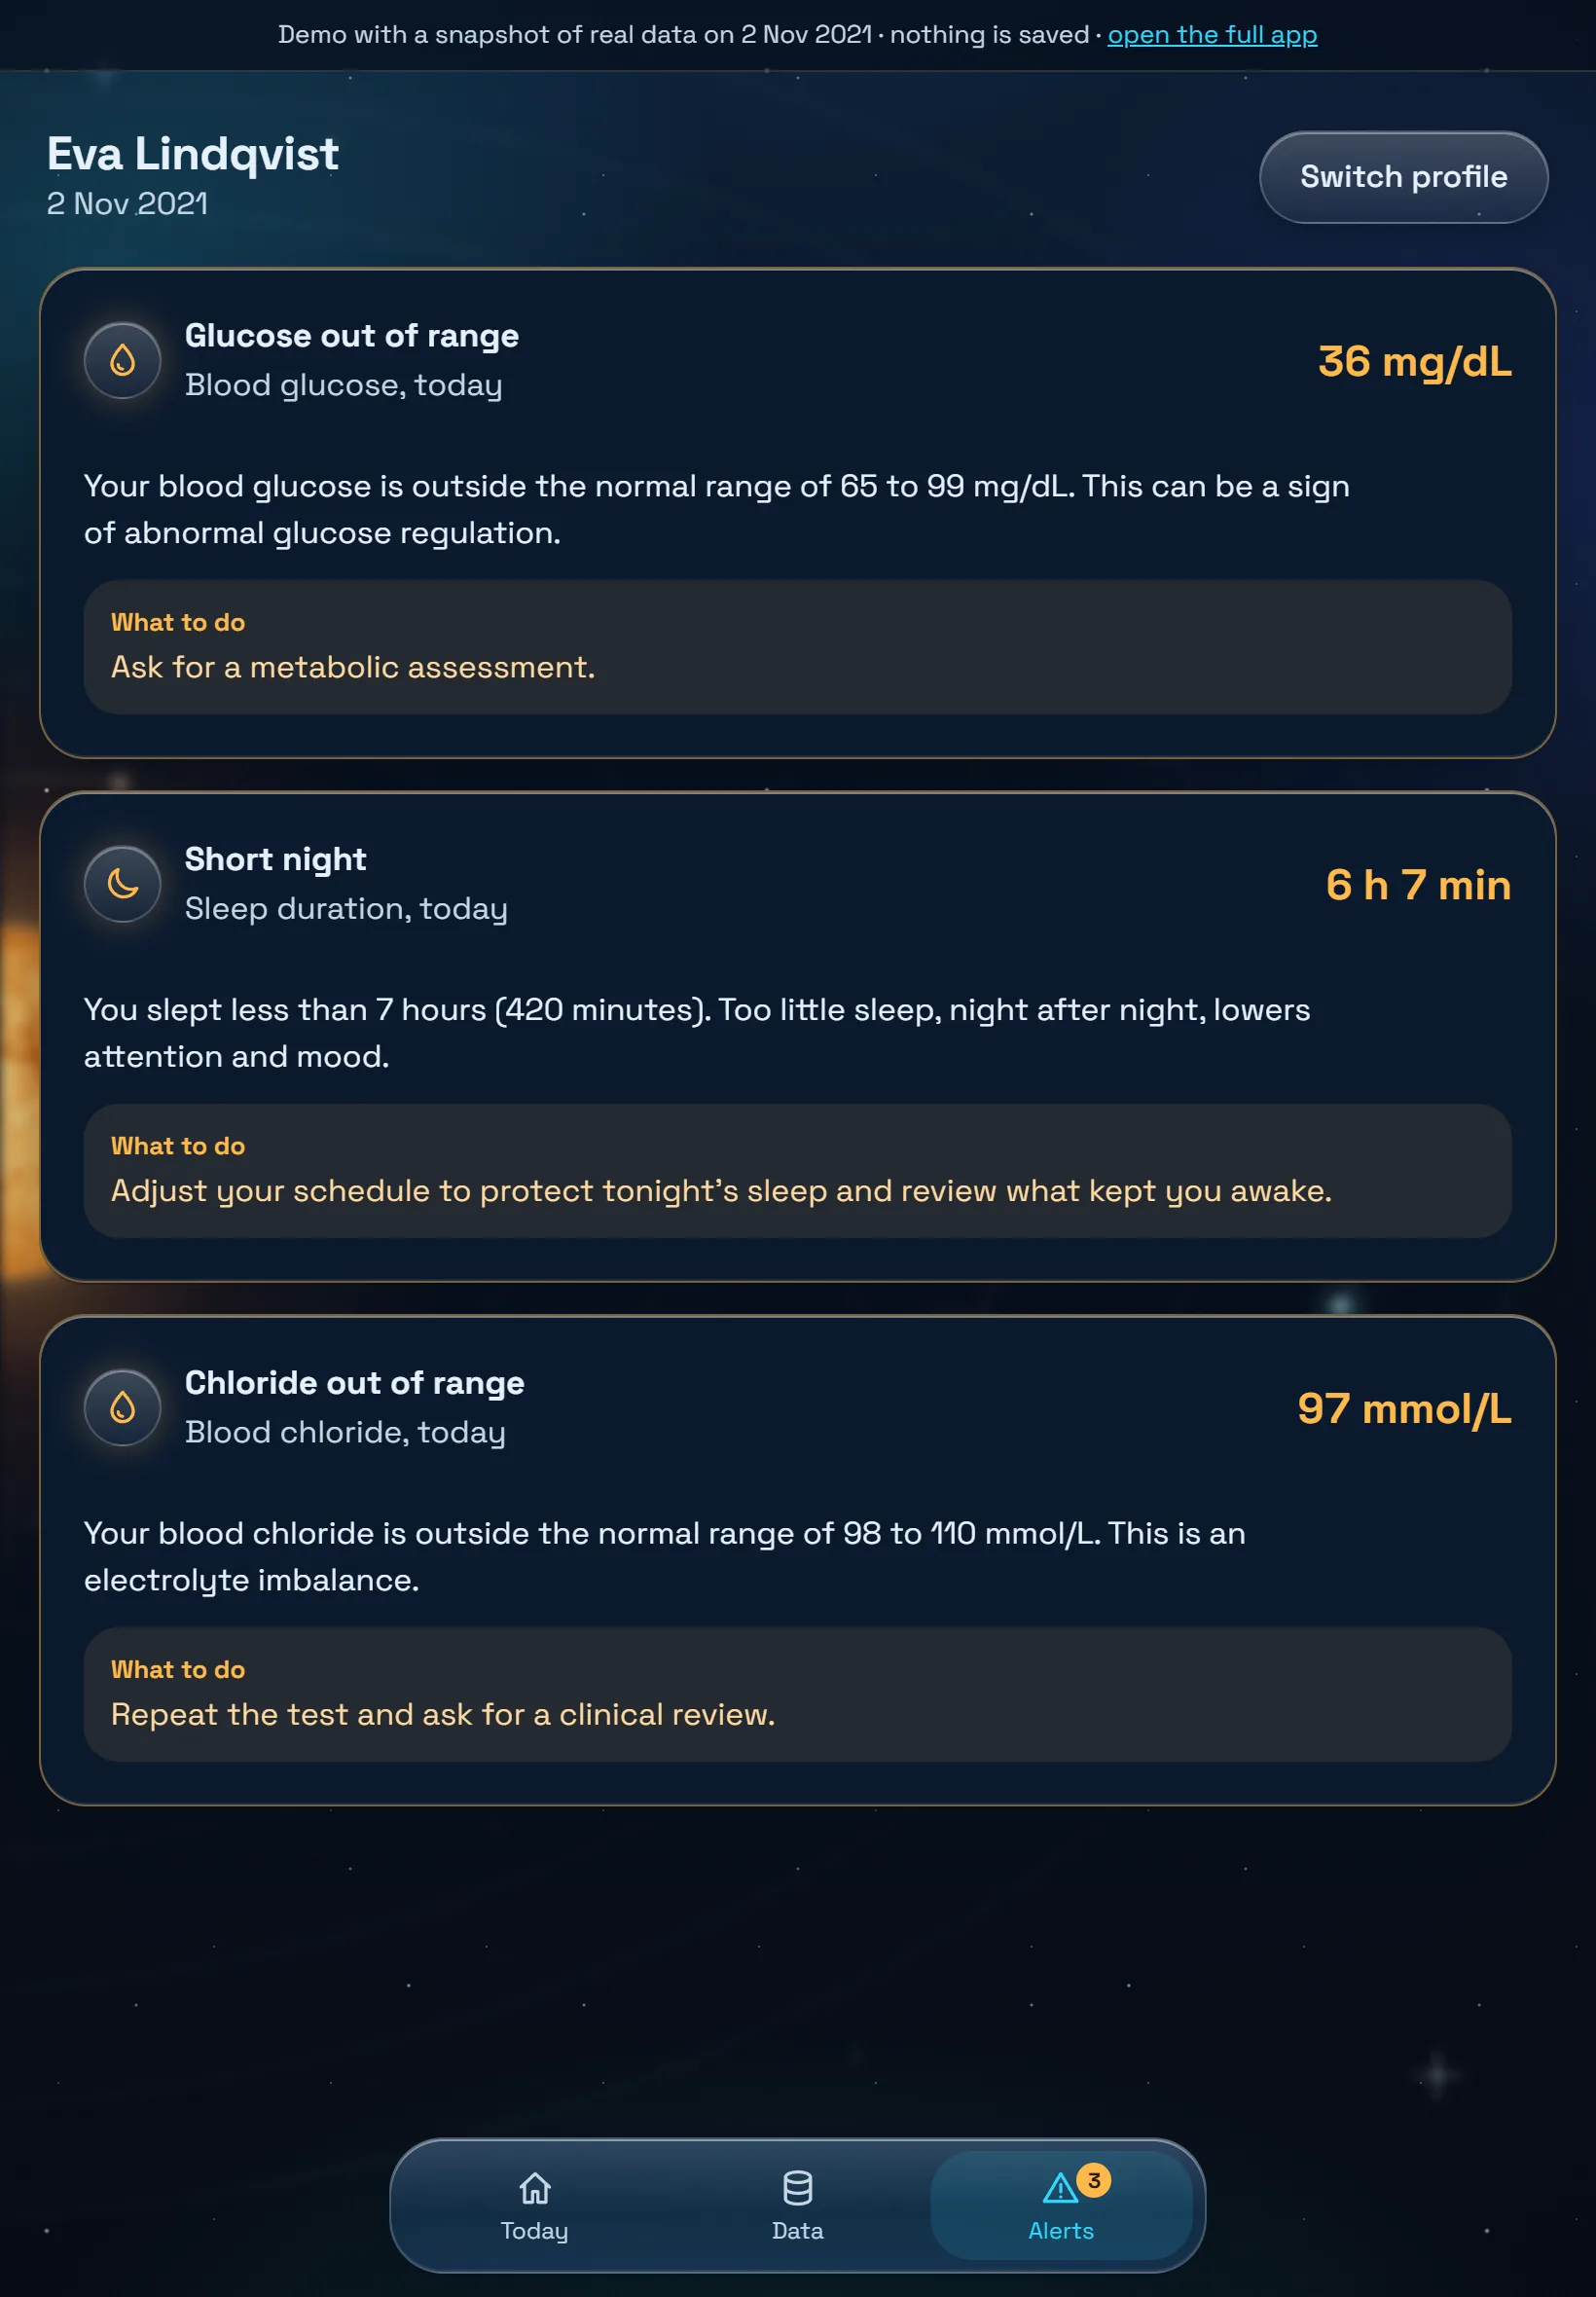 Demo with a snapshot of real data on 2 Nov 2021 · nothing is saved · open the full app
Eva Lindqvist
2 Nov 2021
Switch profile
Glucose out of range
Blood glucose, today
36 mg/dL
Your blood glucose is outside the normal range of 65 to 99 mg/dL. This can be a sign
of abnormal glucose regulation.
What to do
Ask for a metabolic assessment.
Short night
Sleep duration, today
6 h 7 min
You slept less than 7 hours (420 minutes). Too little sleep, night after night, lowers
attention and mood.
What to do
Adjust your schedule to protect tonight’s sleep and review what kept you awake.
Chloride out of range
Blood chloride, today
97 mmol/L
Your blood chloride is outside the normal range of 98 to 110 mmol/L. This is an
electrolyte imbalance.
What to do
Repeat the test and ask for a clinical review.
3
Today
Data
Alerts